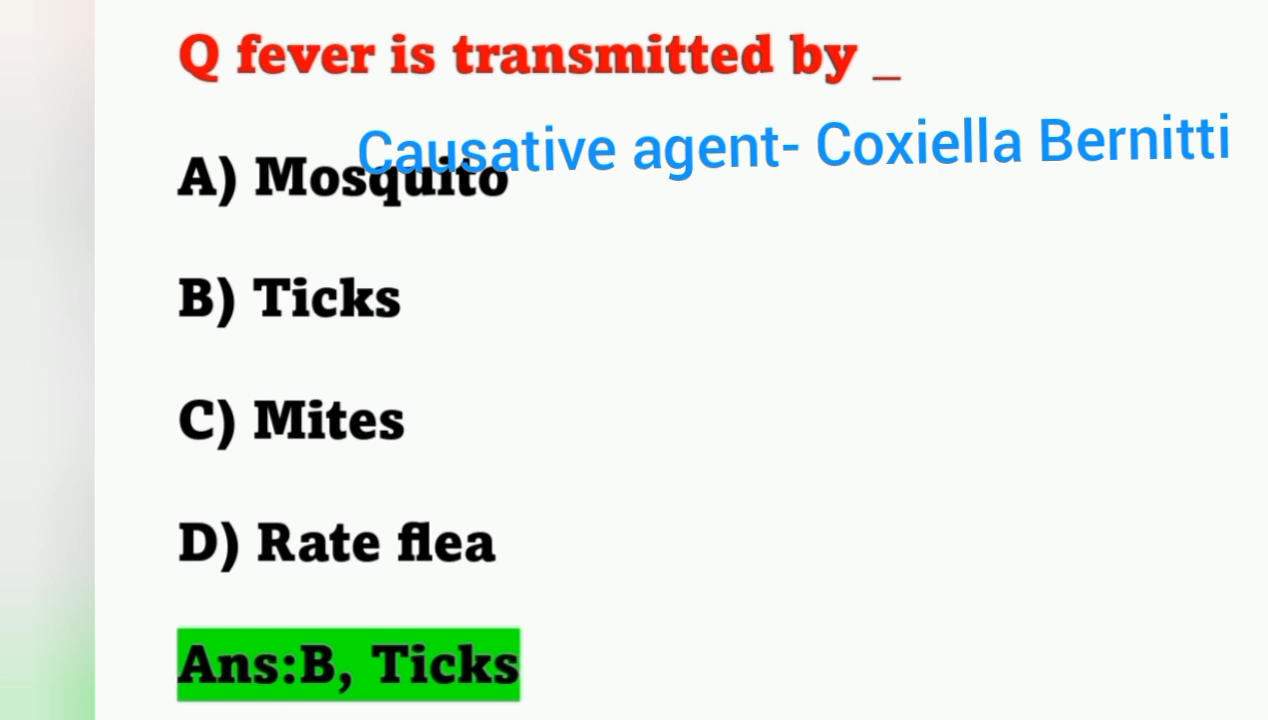 Q fever is transmitted by _
Causative agent- Coxiella Bernitti
A) Mosquito
B) Ticks
C) Mites
D) Rate flea
Ans:B, Ticks